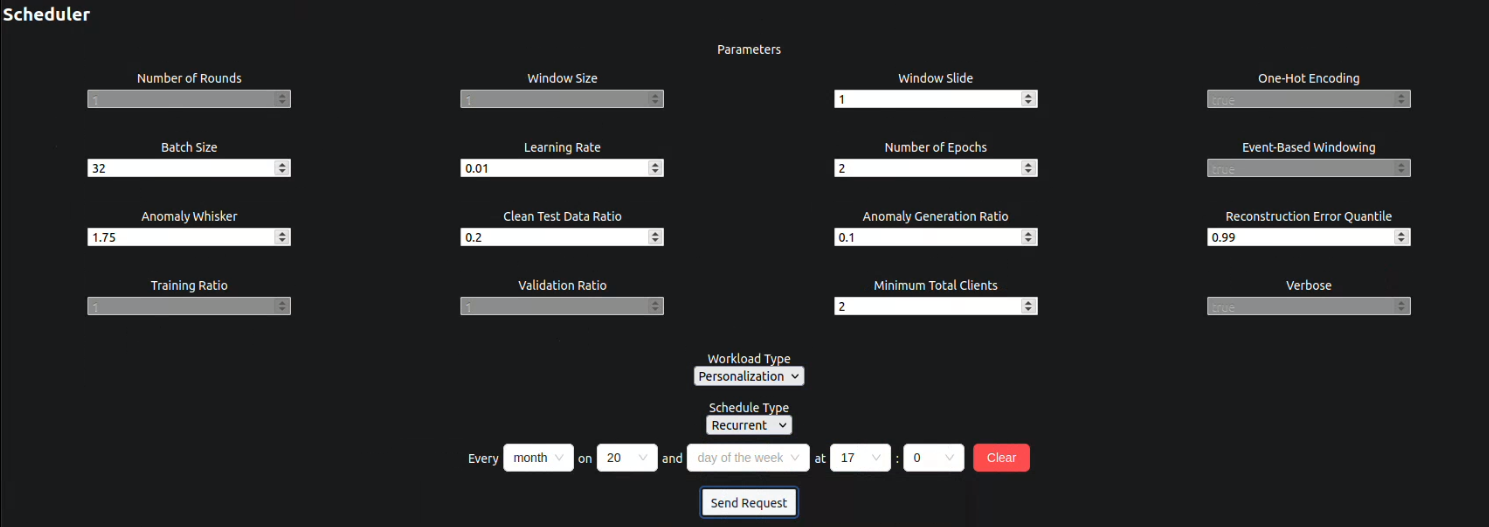 Scheduler
Parameters
Number of Rounds Window Size Window Slide One-Hot Encoding
1 1 1 true
Batch Size Learning Rate Number of Epochs Event-Based Windowing
32 0.01 2 true
Anomaly Whisker Clean Test Data Ratio Anomaly Generation Ratio Reconstruction Error Quantile
1.75 0.2 0.1 0.99
Training Ratio Validation Ratio Minimum Total Clients Verbose
1 1 2 true
Workload Type
Personalization
Schedule Type
Recurrent
Every month on 20 and day of the week at 17 : 0 Clear
Send Request